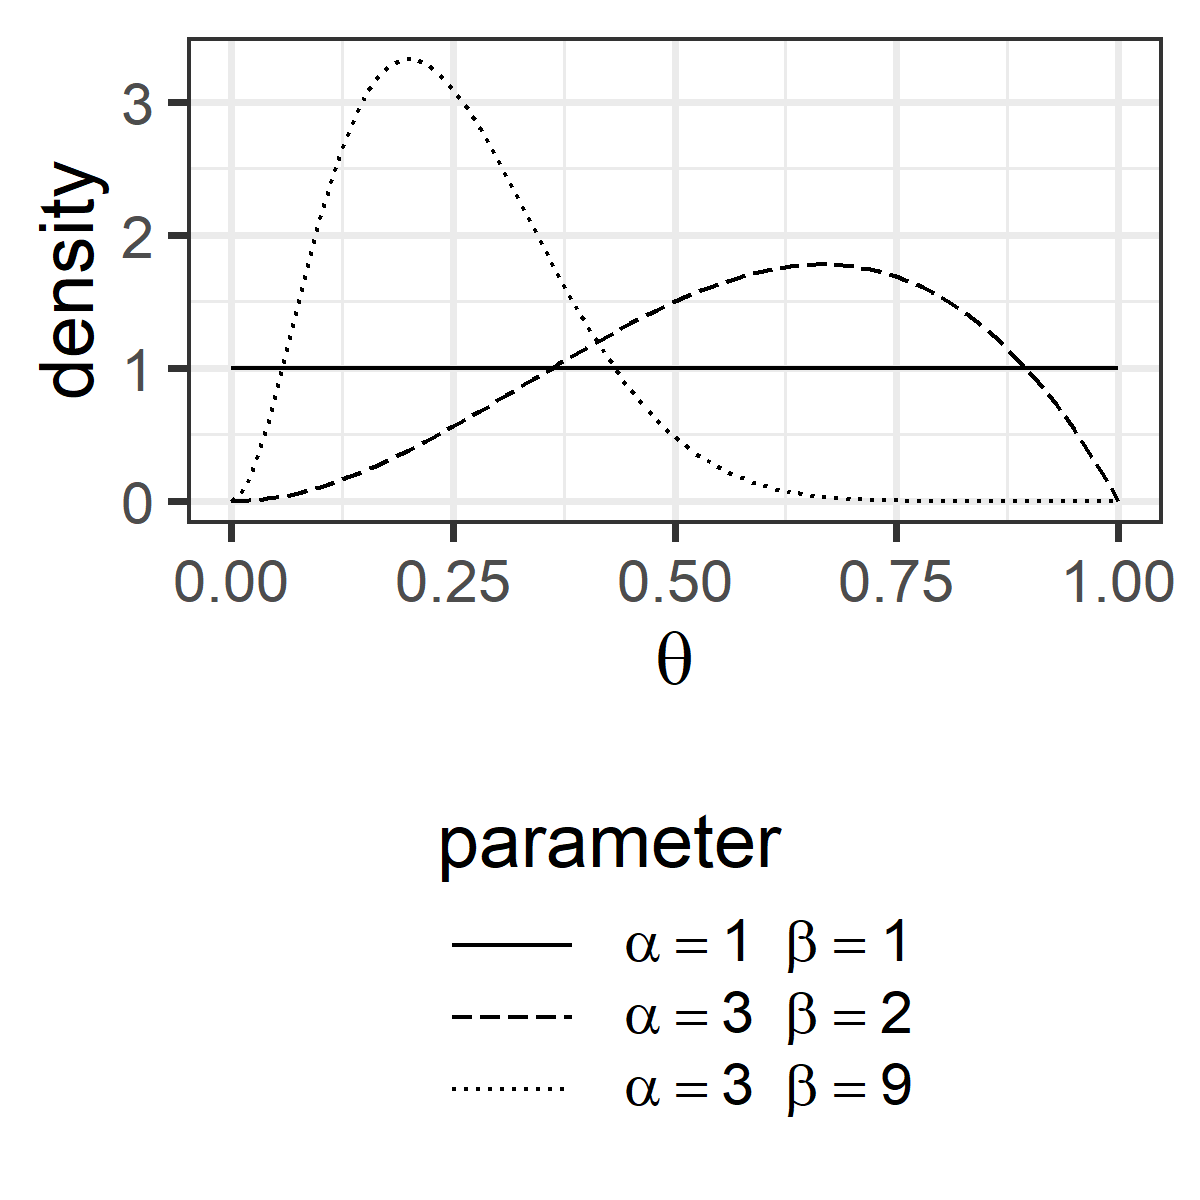 density
3
2
1
0
0.00 0.25 0.50 0.75 1.00
θ
parameter
α = 1 β = 1
α = 3 β = 2
α = 3 β = 9